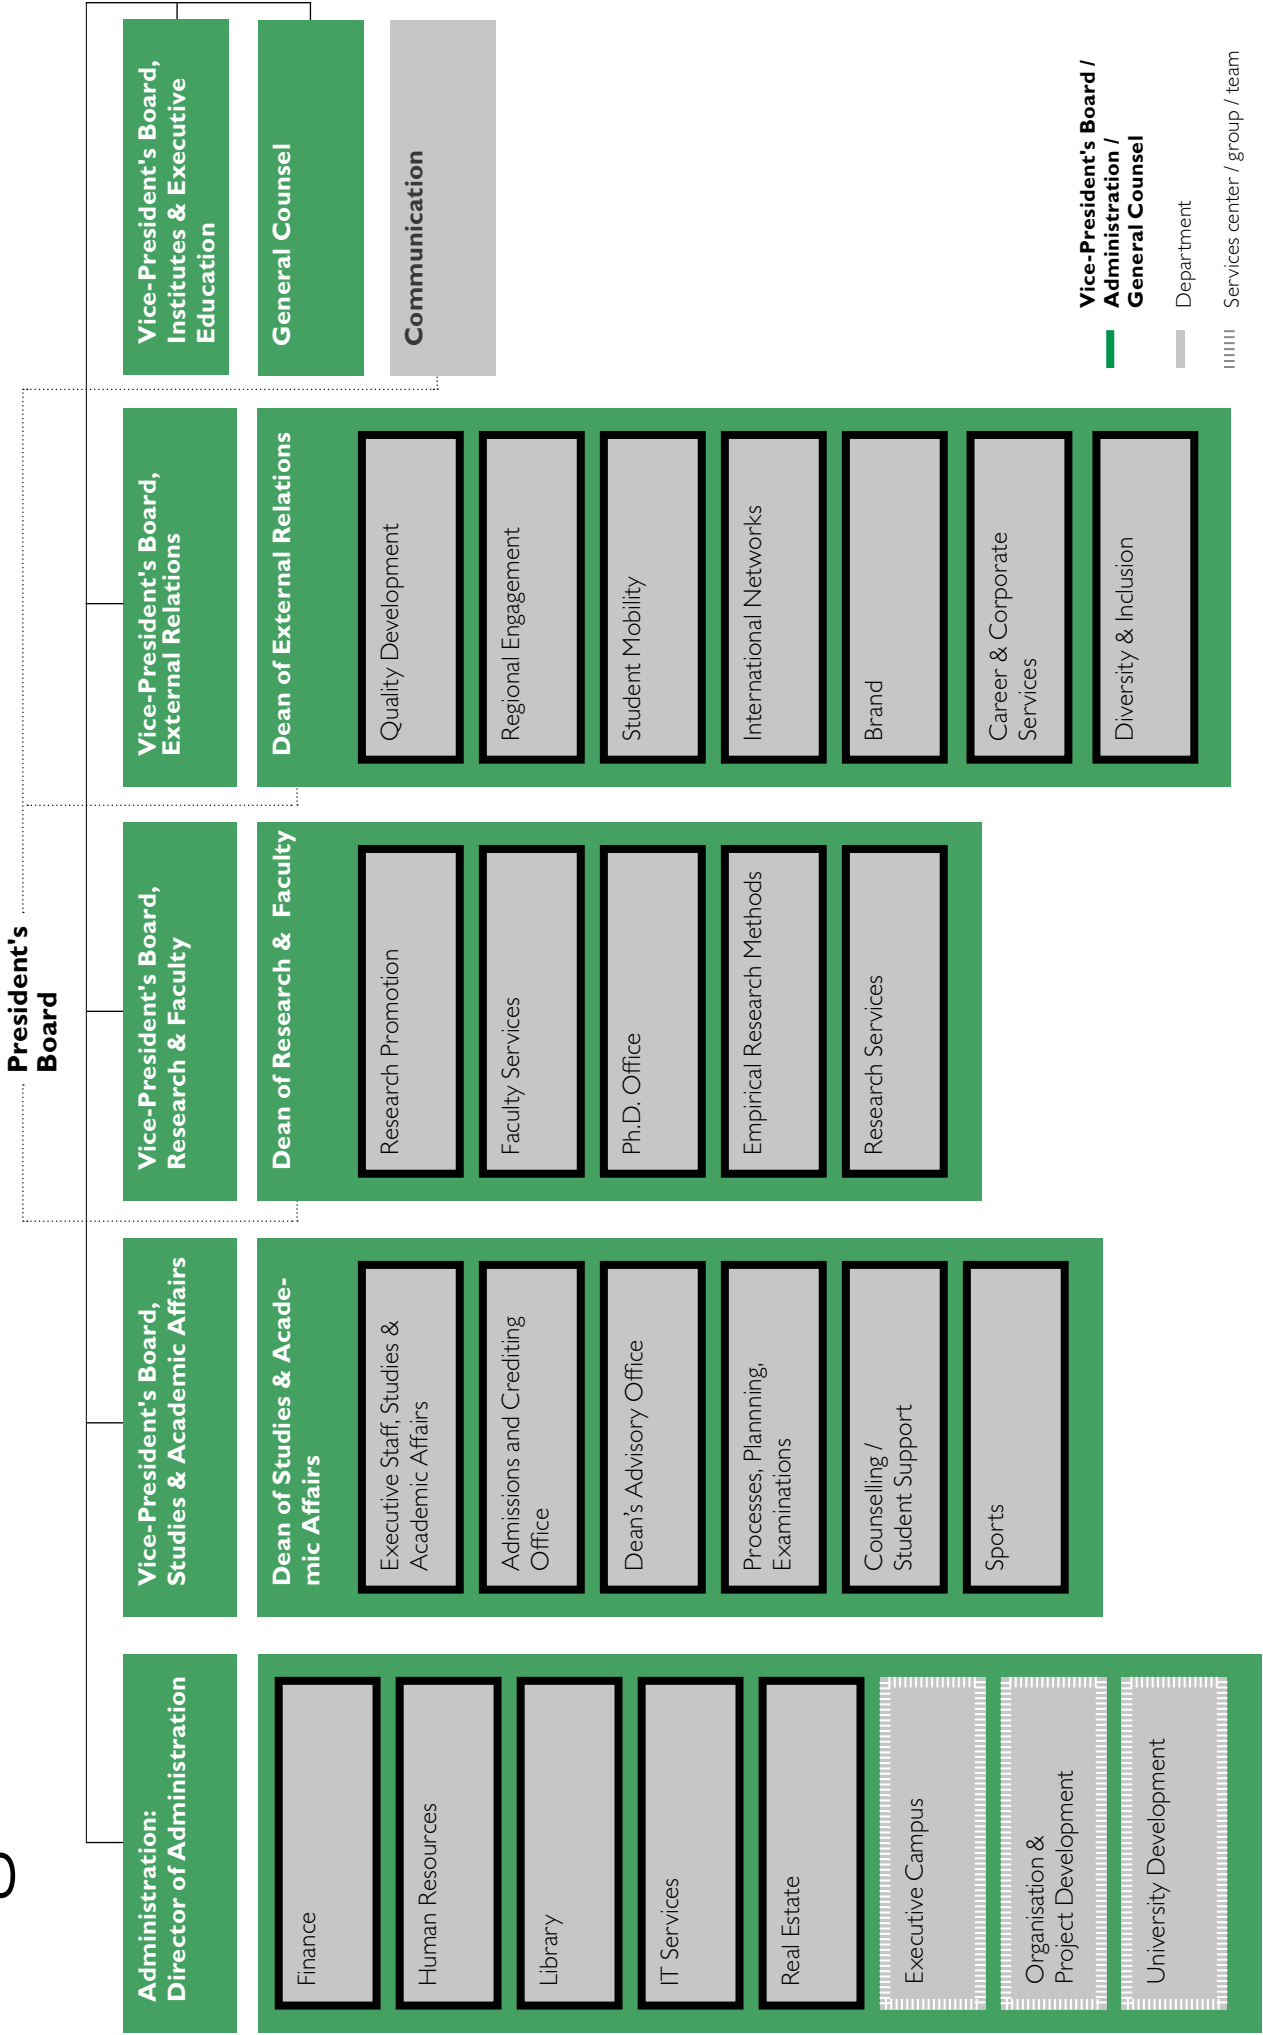 President's
Board
Administration:
Director of Administration
Finance
Human Resources
Library
IT Services
Real Estate
Executive Campus
Organisation &
Project Development
University Development
Vice-President's Board,
Studies & Academic Affairs
Dean of Studies & Acade-
mic Affairs
Executive Staff, Studies &
Academic Affairs
Admissions and Crediting
Office
Dean’s Advisory Office
Processes, Plannning,
Examinations
Counselling /
Student Support
Sports
Vice-President's Board,
Research & Faculty
Dean of Research & Faculty
Research Promotion
Faculty Services
Ph.D. Office
Empirical Research Methods
Research Services
Vice-President's Board,
External Relations
Dean of External Relations
Quality Development
Regional Engagement
Student Mobility
International Networks
Brand
Career & Corporate
Services
Diversity & Inclusion
Vice-President's Board,
Institutes & Executive
Education
General Counsel
Communication
Vice-President's Board /
Administration /
General Counsel
Department
Services center / group / team